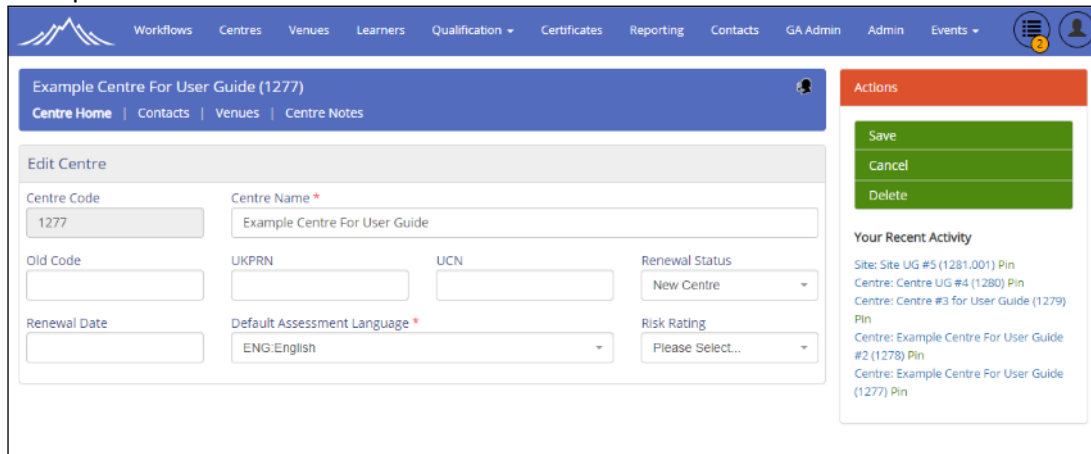 Workflows Centres Venues Learners Qualification Certificates Reporting Contacts GA Admin Admin Events
2
Example Centre For User Guide (1277)
Centre Home | Contacts | Venues | Centre Notes
Edit Centre
Centre Code Centre Name *
1277 Example Centre For User Guide
Old Code UKPRN UCN Renewal Status
New Centre
Renewal Date Default Assessment Language * Risk Rating
ENG:English Please Select...
Actions
Save
Cancel
Delete
Your Recent Activity
Site: Site UG #5 (1281.001) Pin
Centre: Centre UG #4 (1280) Pin
Centre: Centre #3 for User Guide (1279)
Pin
Centre: Example Centre For User Guide
#2 (1278) Pin
Centre: Example Centre For User Guide
(1277) Pin